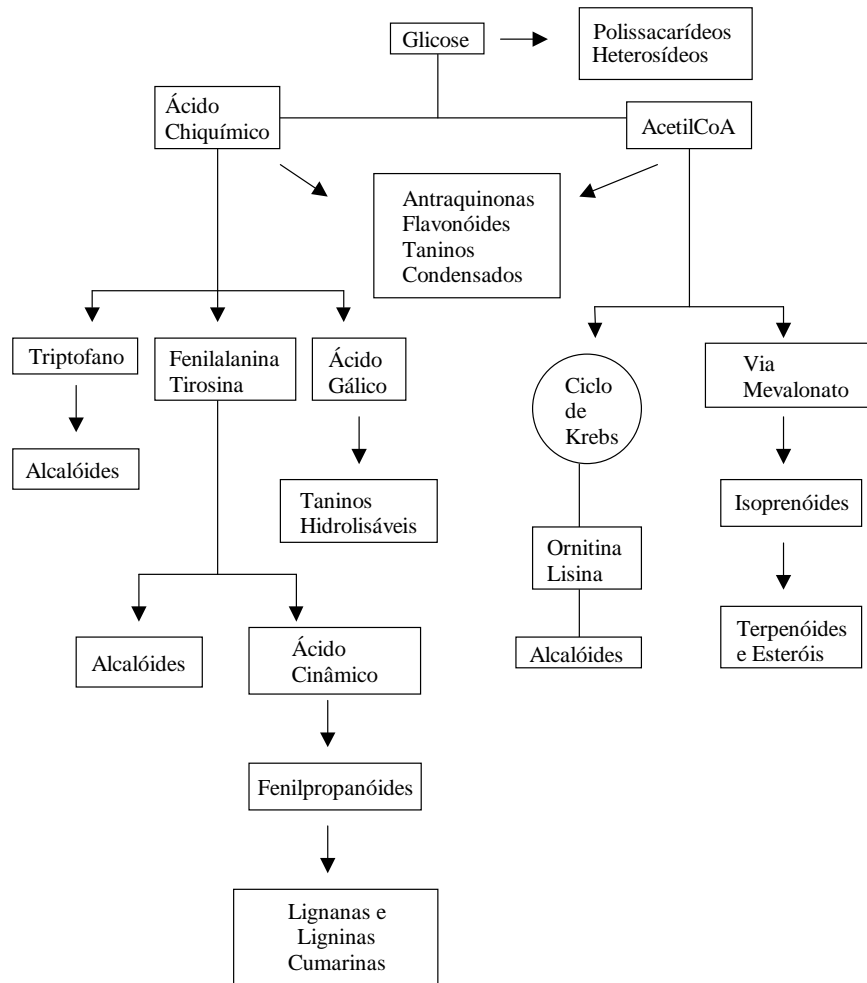 Glicose
Polissacarídeos
Heterosídeos
Ácido
Chiquímico
AcetilCoA
Antraquinonas
Flavonóides
Taninos
Condensados
Triptofano
Fenilalanina
Tirosina
Ácido
Gálico
Ciclo
de
Krebs
Via
Mevalonato
Alcalóides
Taninos
Hidrolisáveis
Isoprenóides
Ornitina
Lisina
Alcalóides
Ácido
Cinâmico
Alcalóides
Terpenóides
e Esteróis
Fenilpropanóides
Lignanas e
Ligninas
Cumarinas